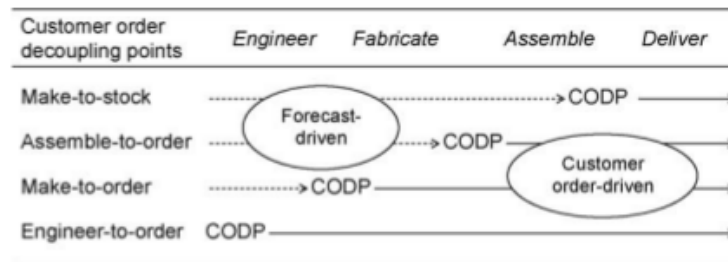 Customer order
decoupling points
Engineer Fabricate Assemble Deliver
Make-to-stock CODP
Forecast-
driven
Assemble-to-order CODP
Customer
order-driven
Make-to-order CODP
Engineer-to-order CODP